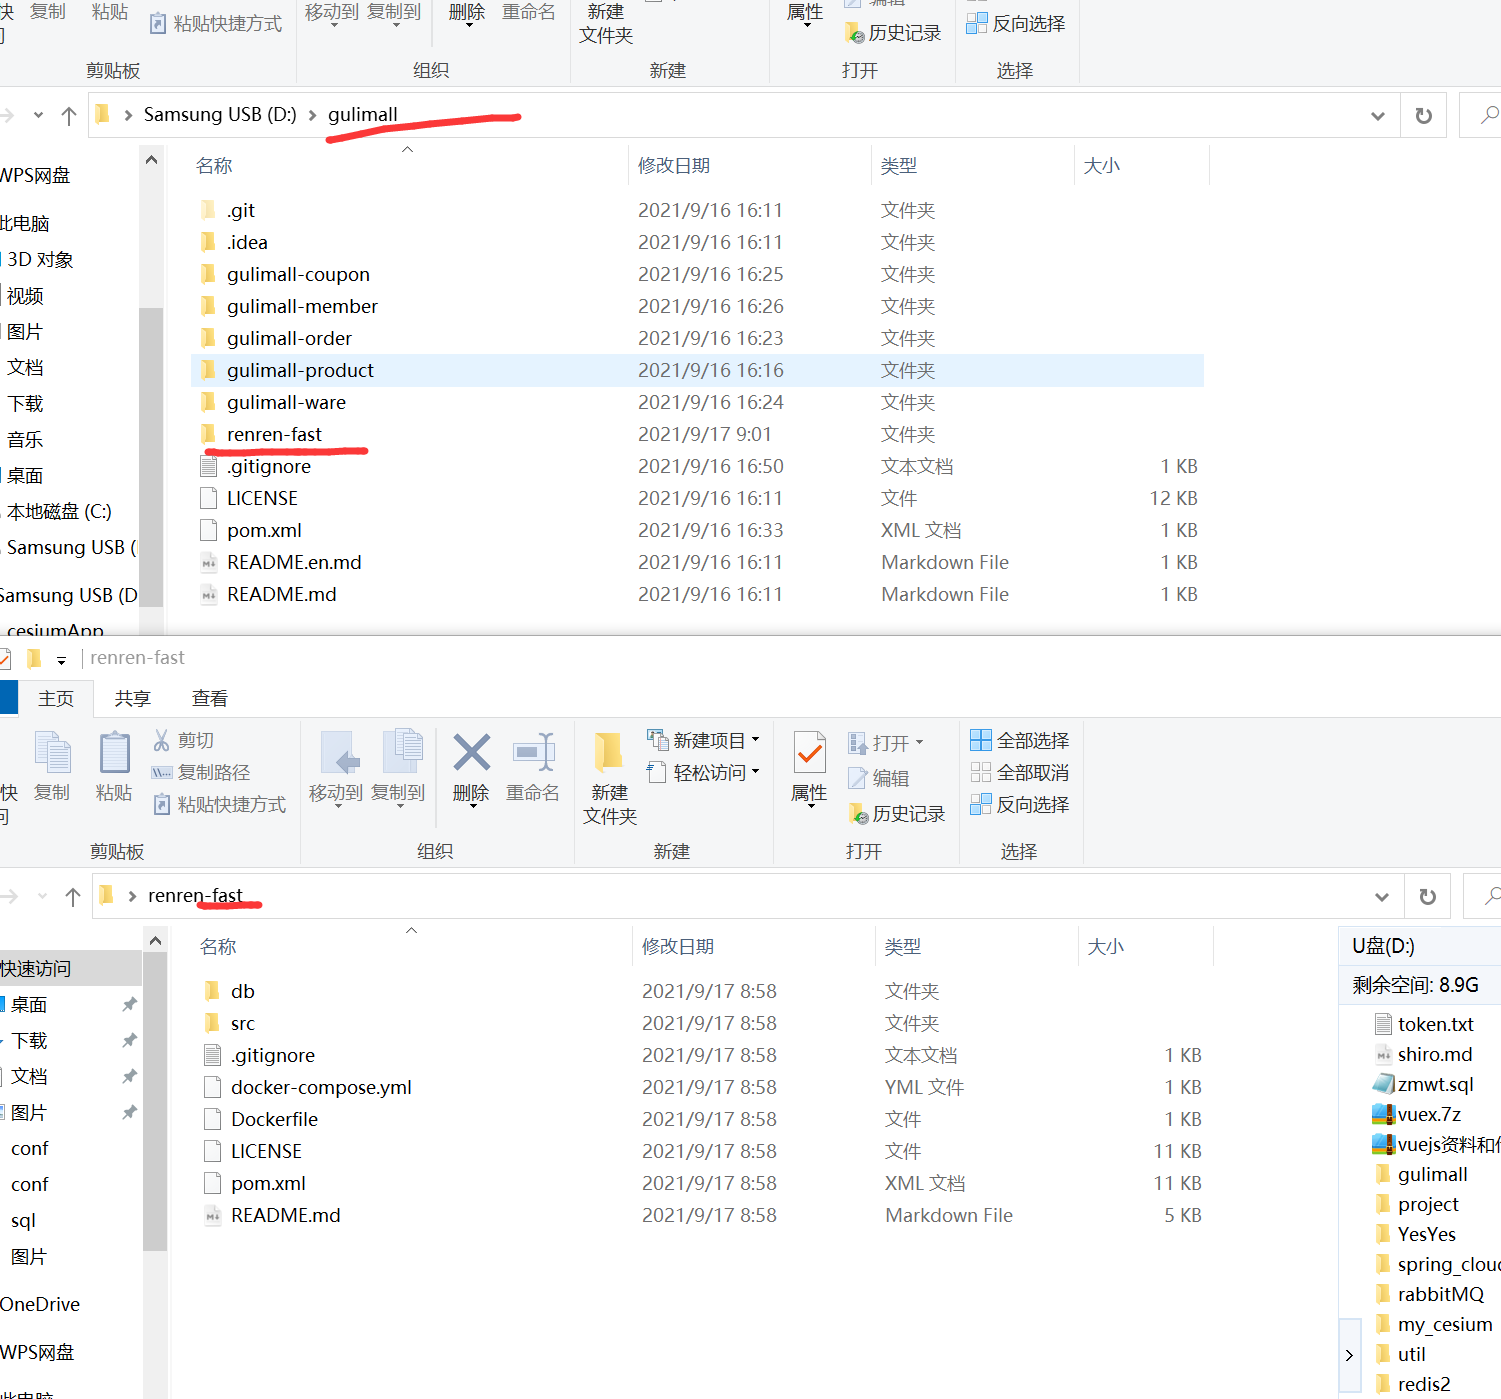 快 复制 粘贴 移动到 复制到 删除 重命名 新建 属性 编辑
粘贴快捷方式 文件夹 历史记录 反向选择
剪贴板 组织 新建 打开 选择
Samsung USB (D:) gulimall
名称 修改日期 类型 大小
WPS网盘
此电脑
3D 对象
视频
图片
文档
下载
音乐
桌面
本地磁盘 (C:)
Samsung USB (
Samsung USB (D
cesiumApp
.git 2021/9/16 16:11 文件夹
.idea 2021/9/16 16:11 文件夹
gulimall-coupon 2021/9/16 16:25 文件夹
gulimall-member 2021/9/16 16:26 文件夹
gulimall-order 2021/9/16 16:23 文件夹
gulimall-product 2021/9/16 16:16 文件夹
gulimall-ware 2021/9/16 16:24 文件夹
renren-fast 2021/9/17 9:01 文件夹
.gitignore 2021/9/16 16:50 文本文档 1 KB
LICENSE 2021/9/16 16:11 文件 12 KB
pom.xml 2021/9/16 16:33 XML 文档 1 KB
README.en.md 2021/9/16 16:11 Markdown File 1 KB
README.md 2021/9/16 16:11 Markdown File 1 KB
renren-fast
主页 共享 查看
剪切 新建项目 打开 全部选择
复制路径 轻松访问 编辑 全部取消
快 复制 粘贴 粘贴快捷方式 移动到 复制到 删除 重命名 新建 属性 历史记录 反向选择
问 文件夹
剪贴板 组织 新建 打开 选择
renren-fast
名称 修改日期 类型 大小
快速访问
桌面
下载
文档
图片
conf
conf
sql
图片
OneDrive
WPS网盘
此电脑
db 2021/9/17 8:58 文件夹
src 2021/9/17 8:58 文件夹
.gitignore 2021/9/17 8:58 文本文档 1 KB
docker-compose.yml 2021/9/17 8:58 YML 文件 1 KB
Dockerfile 2021/9/17 8:58 文件 1 KB
LICENSE 2021/9/17 8:58 文件 11 KB
pom.xml 2021/9/17 8:58 XML 文档 11 KB
README.md 2021/9/17 8:58 Markdown File 5 KB
U盘(D:)
剩余空间: 8.9G
token.txt
shiro.md
zmwt.sql
vuex.7z
vuejs资料和
gulimall
project
YesYes
spring_clou
rabbitMQ
my_cesium
util
redis2